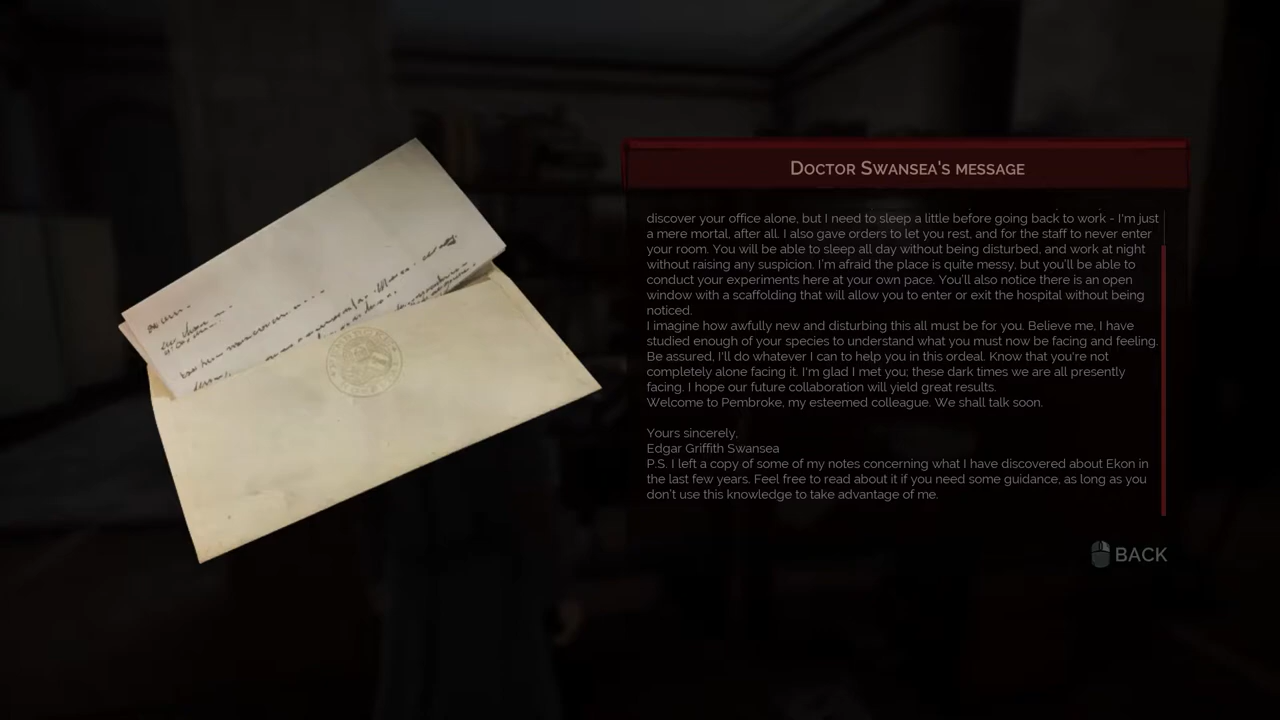 Doctor Swansea's message
discover your office alone, but I need to sleep a little before going back to work - I'm just
a mere mortal, after all. I also gave orders to let you rest, and for the staff to never enter
your room. You will be able to sleep all day without being disturbed, and work at night
without raising any suspicion. I'm afraid the place is quite messy, but you'll be able to
conduct your experiments here at your own pace. You'll also notice there is an open
window with a scaffolding that will allow you to enter or exit the hospital without being
noticed.
I imagine how awfully new and disturbing this all must be for you. Believe me, I have
studied enough of your species to understand what you must now be facing and feeling.
Be assured, I'll do whatever I can to help you in this ordeal. Know that you're not
completely alone facing it. I'm glad I met you; these dark times we are all presently
facing. I hope our future collaboration will yield great results.
Welcome to Pembroke, my esteemed colleague. We shall talk soon.
Yours sincerely,
Edgar Griffith Swansea
P.S. I left a copy of some of my notes concerning what I have discovered about Ekon in
the last few years. Feel free to read about it if you need some guidance, as long as you
don't use this knowledge to take advantage of me.
BACK